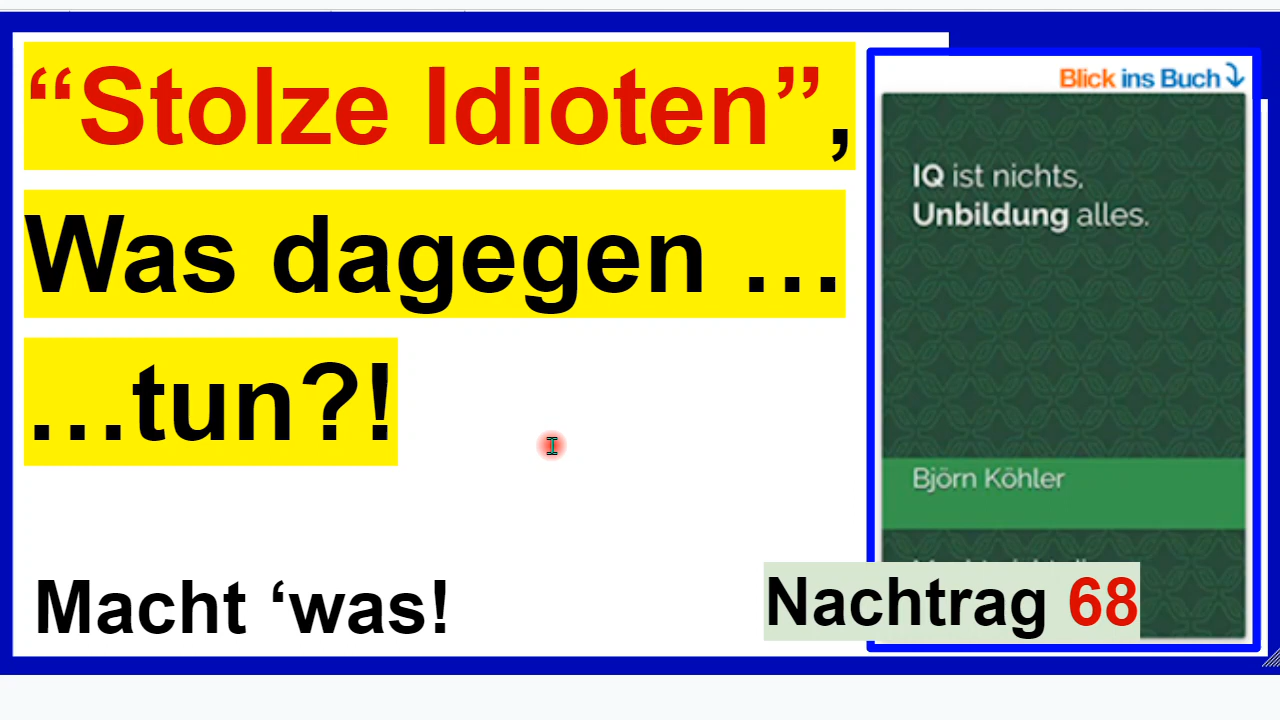 “Stolze Idioten”,
Was dagegen …
…tun?!
Macht ‘was!
Blick ins Buch
IQ ist nichts,
Unbildung alles.
Björn Köhler
Nachtrag 68